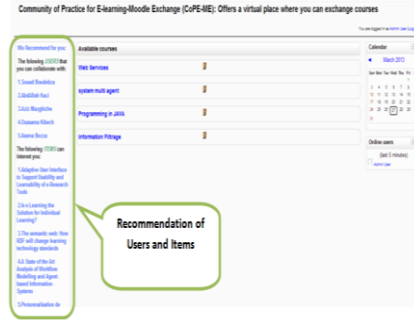 Community of Practice for E-learning-Moodle Exchange (CoPE-ME): Offers a virtual place where you can exchange courses
You are logged in as Admin User
We Recommend for you:
The following USERS that
you can collaborate with:
1.Souad Boudebza
2.Abdillah Kaci
3.Aziz Maughiche
4.Oussama Kibech
5.Asma Becca
The following ITEMS can
interest you:
1.Adaptive User Interface
to Support Usability and
Learnability of e-Research
Tools
2.Is e-Learning the
Solution for Individual
Learning?
3.The semantic web: How
RDF will change learning
technology standards
4.A State-of-the-Art
Analysis of Workflow
Modelling and Agent-
based Information
Systems
5.Personnalisation de
Available courses
Web Services
system multi agent
Programming in JAVA
Information Filtrage
Recommendation of
Users and Items
Calendar
March 2013
Sun Mon Tue Wed Thu Fri
Online users
(last 5 minutes)
Admin User